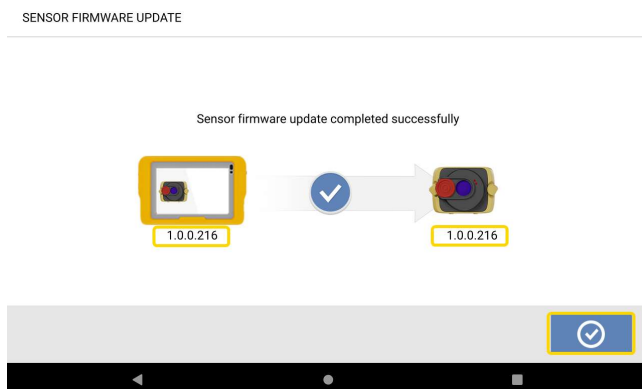 SENSOR FIRMWARE UPDATE
Sensor firmware update completed successfully
1.0.0.216
1.0.0.216